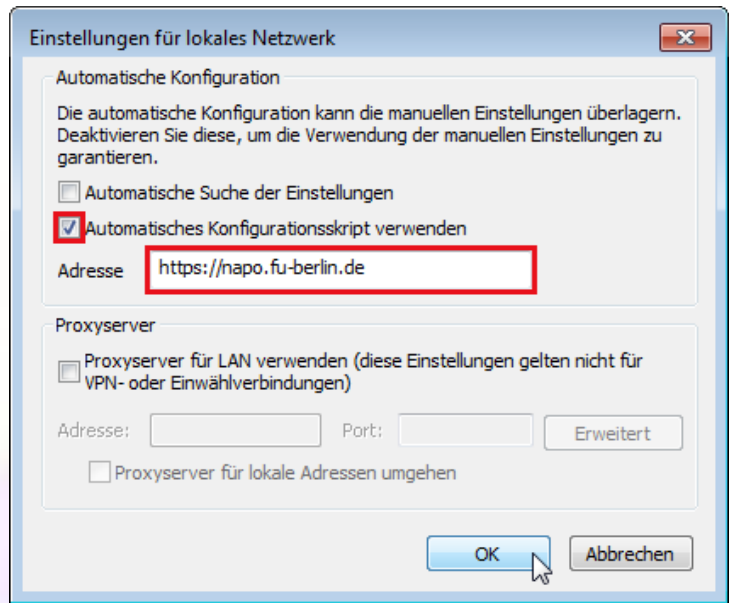 Einstellungen für lokales Netzwerk
Automatische Konfiguration
Die automatische Konfiguration kann die manuellen Einstellungen überlagern.
Deaktivieren Sie diese, um die Verwendung der manuellen Einstellungen zu
garantieren.
Automatische Suche der Einstellungen
Automatisches Konfigurationsskript verwenden
Adresse https://napo.fu-berlin.de
Proxyserver
Proxyserver für LAN verwenden (diese Einstellungen gelten nicht für
VPN- oder Einwählverbindungen)
Adresse: Port: Erweitert
Proxyserver für lokale Adressen umgehen
OK Abbrechen